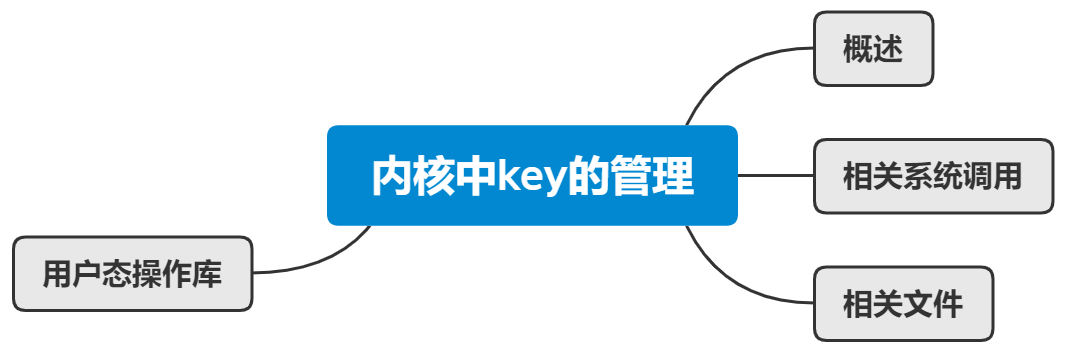 概述
内核中key的管理
相关系统调用
用户态操作库
相关文件